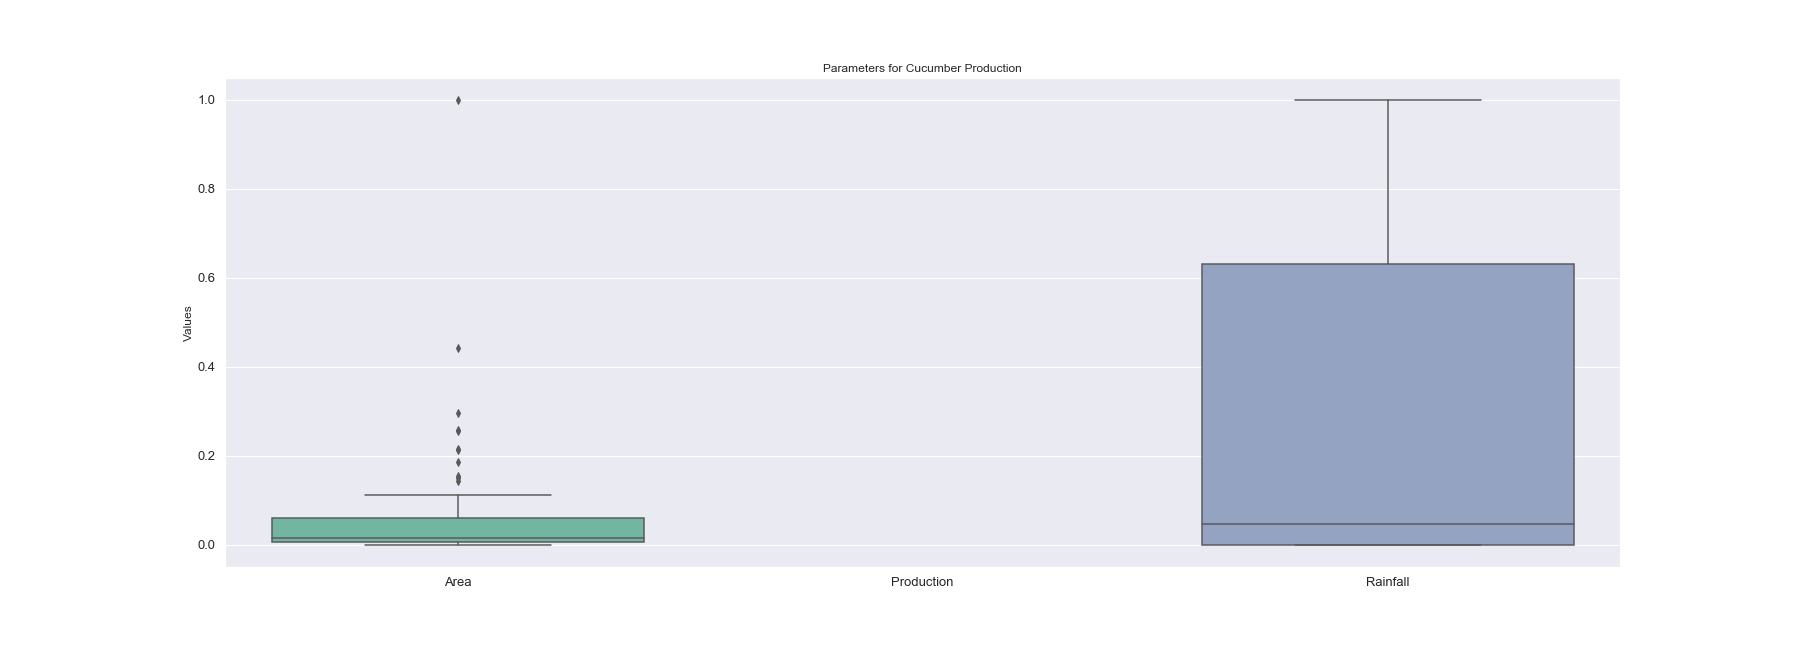 Parameters for Cucumber Production
1.0
0.8
0.6
0.4
0.2
0.0
Values
Area
Production
Rainfall